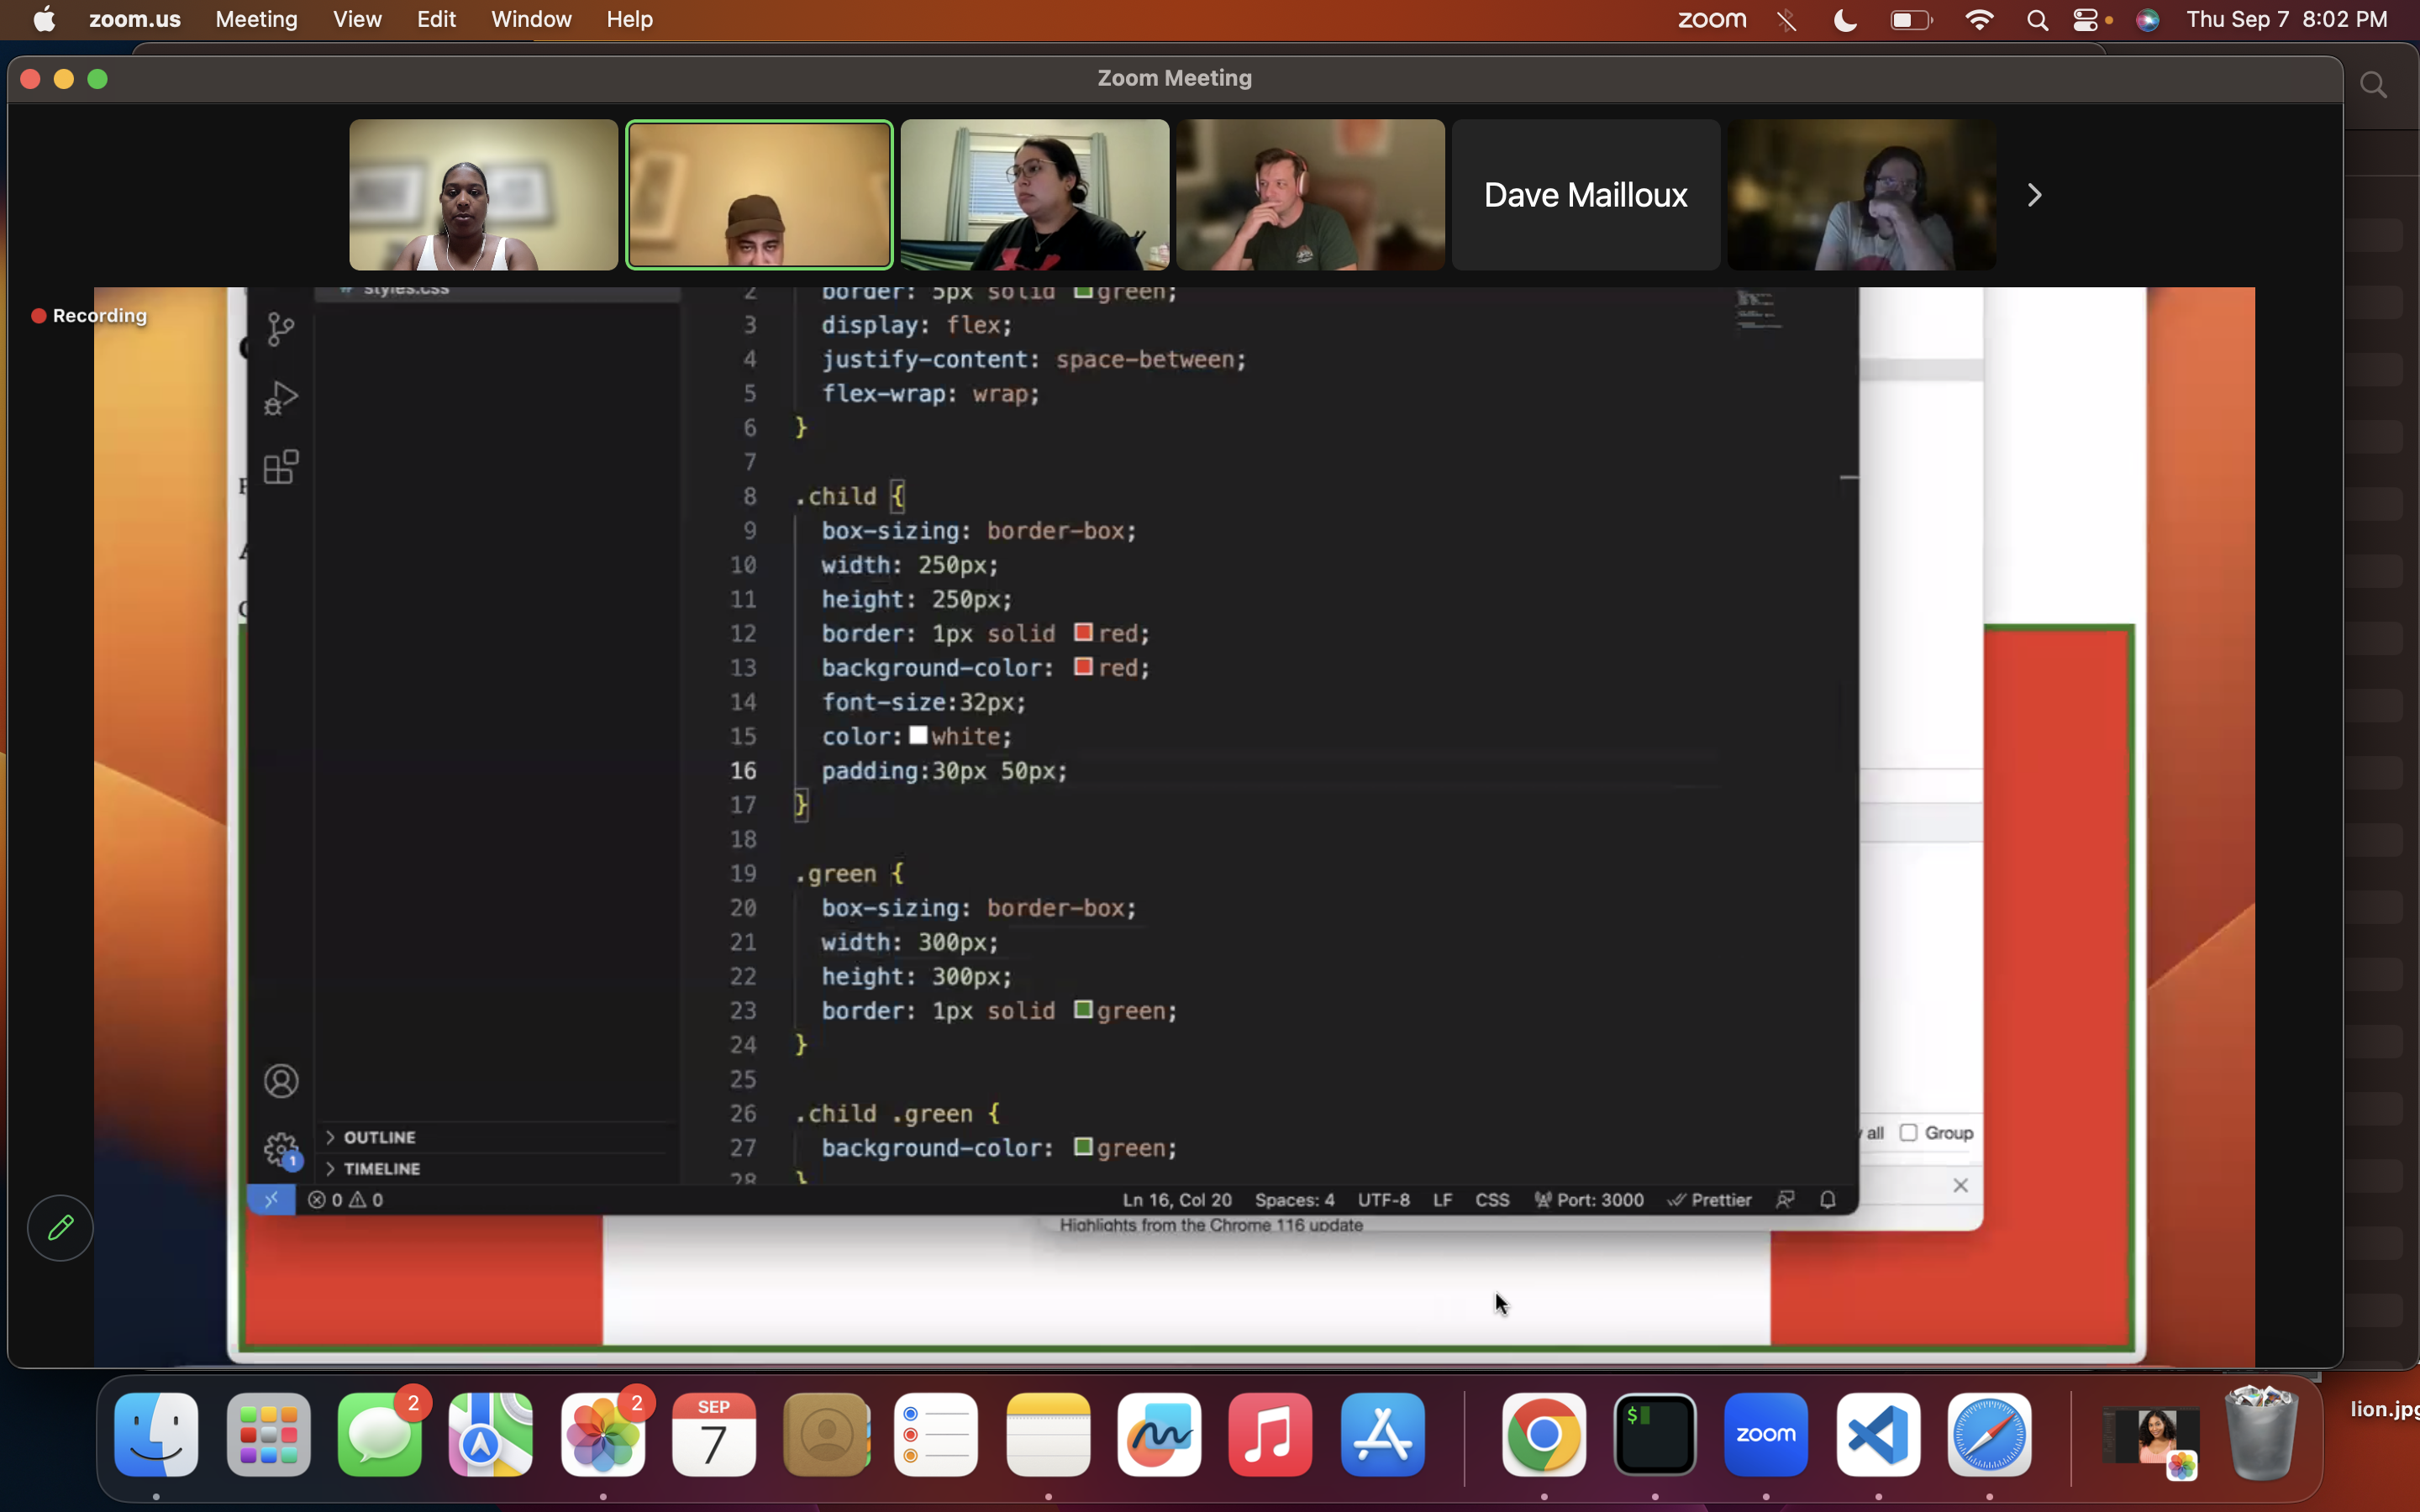 zoom.us Meeting View Edit Window Help
zoom Thu Sep 7 8:02 PM
Zoom Meeting
Dave Mailloux
Recording
styles.css
2 border: 5px solid green;
3 display: flex;
4 justify-content: space-between;
5 flex-wrap: wrap;
6 }
7
8 .child {
9 box-sizing: border-box;
10 width: 250px;
11 height: 250px;
12 border: 1px solid red;
13 background-color: red;
14 font-size:32px;
15 color: white;
16 padding:30px 50px;
17 }
18
19 .green {
20 box-sizing: border-box;
21 width: 300px;
22 height: 300px;
23 border: 1px solid green;
24 }
25
26 .child .green {
27 background-color: green;
28 }
OUTLINE
TIMELINE
1
all Group
0 0 Ln 16, Col 20 Spaces: 4 UTF-8 LF CSS Port: 3000 Prettier
Highlights from the Chrome 116 update
2
2
SEP
7
$
zoom
lion.jpg